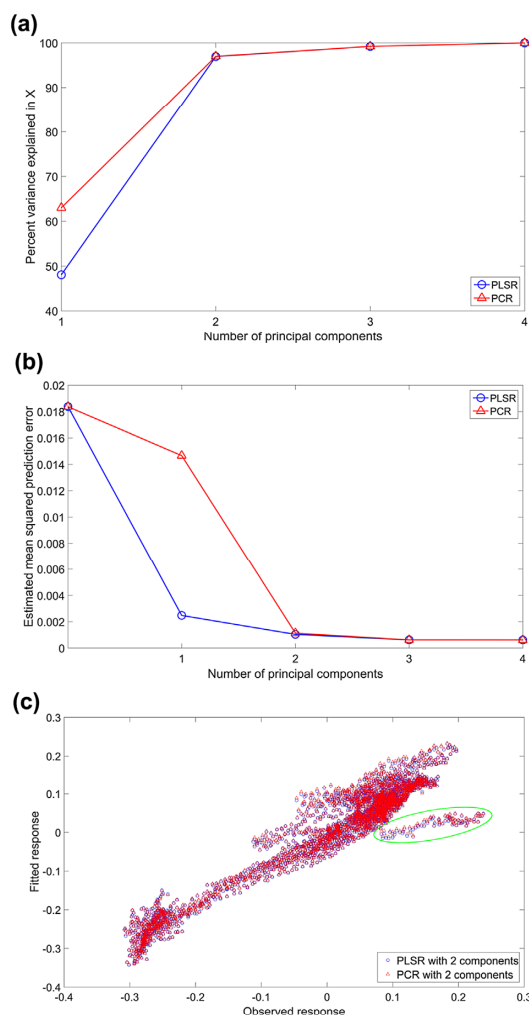 (a)
100
90
80
70
60
50
40
Percent variance explained in X
1
2
3
4
Number of principal components
PLSR
PCR
(b)
0.02
0.018
0.016
0.014
0.012
0.01
0.008
0.006
0.004
0.002
0
Estimated mean squared prediction error
1
2
3
4
Number of principal components
PLSR
PCR
(c)
0.3
0.2
0.1
0
-0.1
-0.2
-0.3
-0.4
Fitted response
-0.4
-0.3
-0.2
-0.1
0
0.1
0.2
0.3
Observed response
PLSR with 2 components
PCR with 2 components